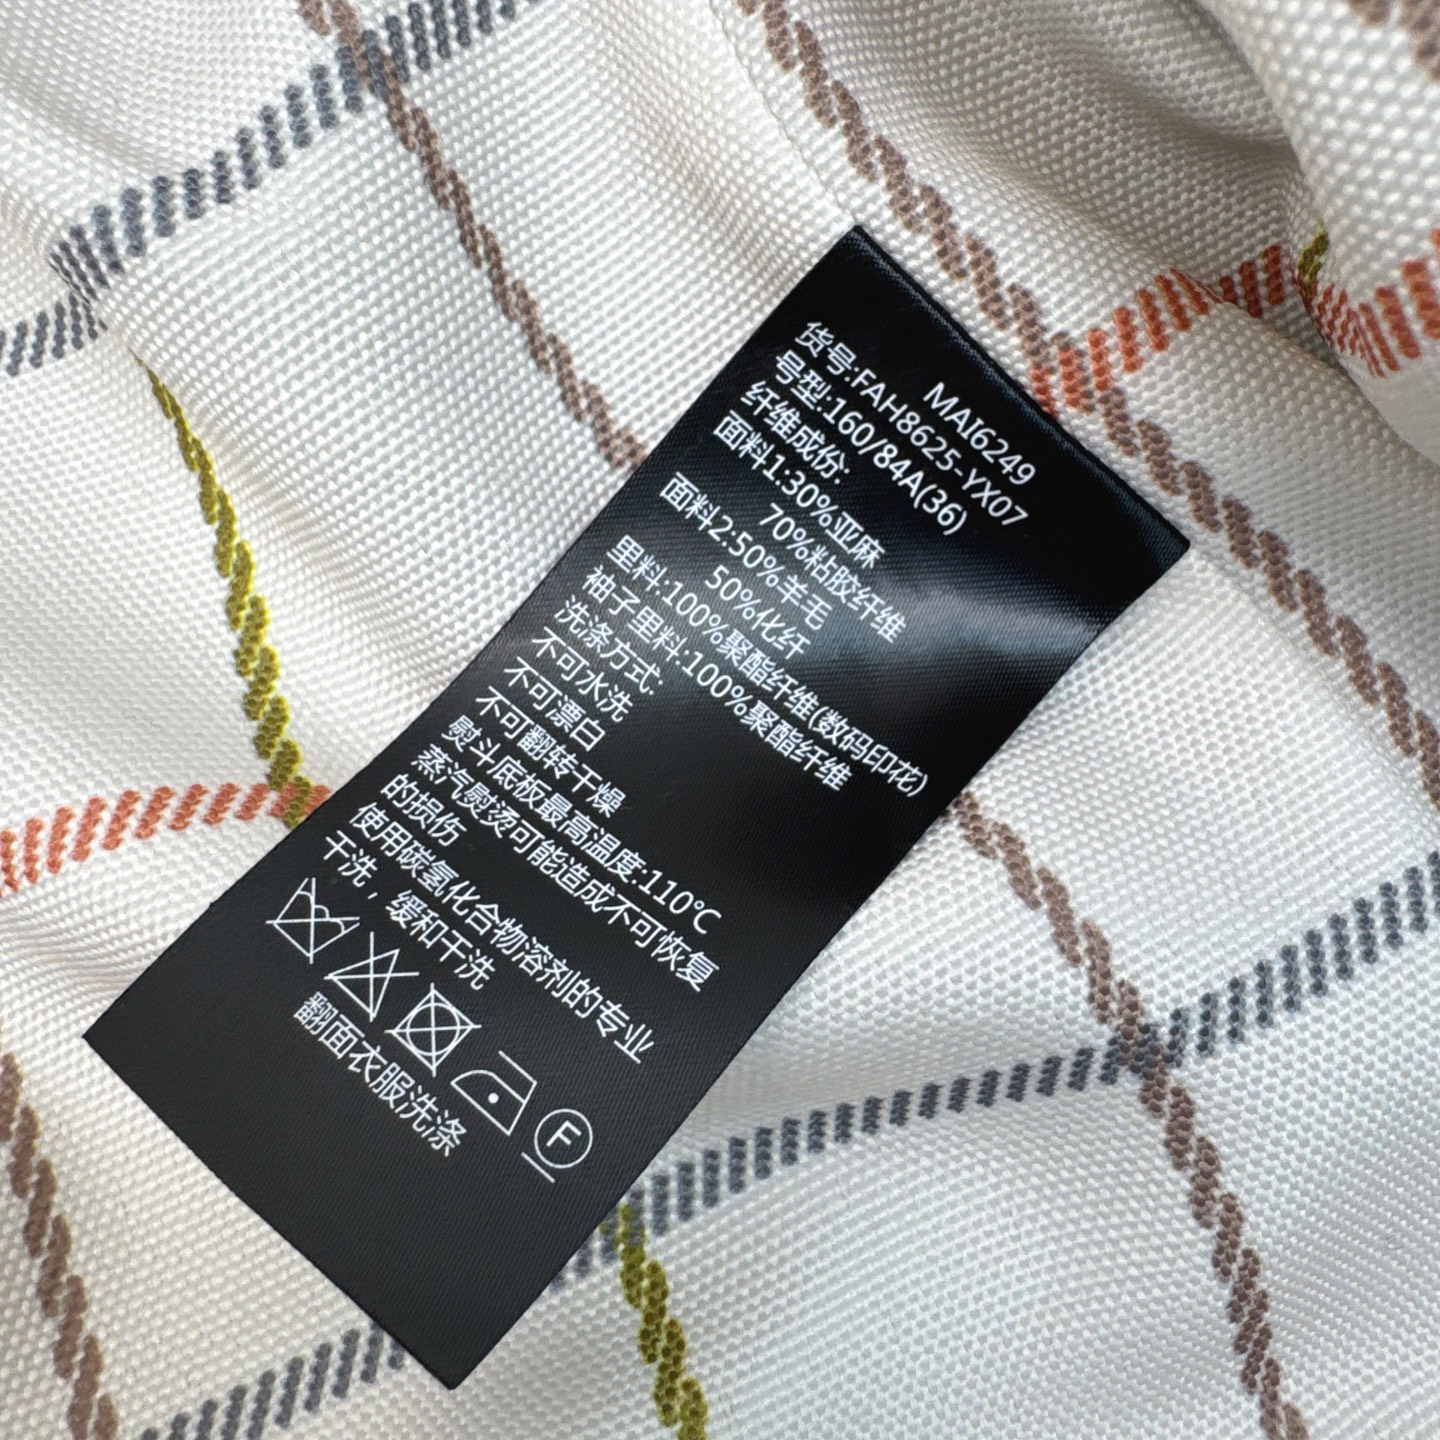 MAI6249
货号:FAH8625-YX07
号型:160/84A(36)
纤维成份:
面料1:30%亚麻
70%粘胶纤维
面料2:50%羊毛
50%化纤
里料:100%聚酯纤维(数码印花)
袖子里料:100%聚酯纤维
洗涤方式:
不可水洗
不可漂白
不可翻转干燥
熨斗底板最高温度:110℃
蒸汽熨烫可能造成不可恢复
的损伤
使用碳氢化合物溶剂的专业
干洗，缓和干洗
F
翻面衣服洗涤